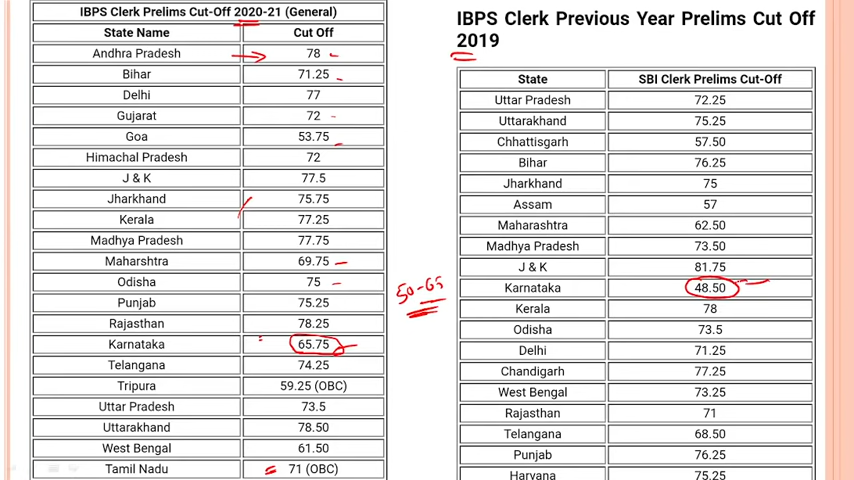 IBPS Clerk Prelims Cut-Off 2020-21 (General)
State Name Cut Off
Andhra Pradesh 78
Bihar 71.25
Delhi 77
Gujarat 72
Goa 53.75
Himachal Pradesh 72
J & K 77.5
Jharkhand 75.75
Kerala 77.25
Madhya Pradesh 77.75
Maharshtra 69.75
Odisha 75
Punjab 75.25
Rajasthan 78.25
Karnataka 65.75
Telangana 74.25
Tripura 59.25 (OBC)
Uttar Pradesh 73.5
Uttarakhand 78.50
West Bengal 61.50
Tamil Nadu 71 (OBC)
50-65
IBPS Clerk Previous Year Prelims Cut Off
2019
State SBI Clerk Prelims Cut-Off
Uttar Pradesh 72.25
Uttarakhand 75.25
Chhattisgarh 57.50
Bihar 76.25
Jharkhand 75
Assam 57
Maharashtra 62.50
Madhya Pradesh 73.50
J & K 81.75
Karnataka 48.50
Kerala 78
Odisha 73.5
Delhi 71.25
Chandigarh 77.25
West Bengal 73.25
Rajasthan 71
Telangana 68.50
Punjab 76.25
Haryana 75.25